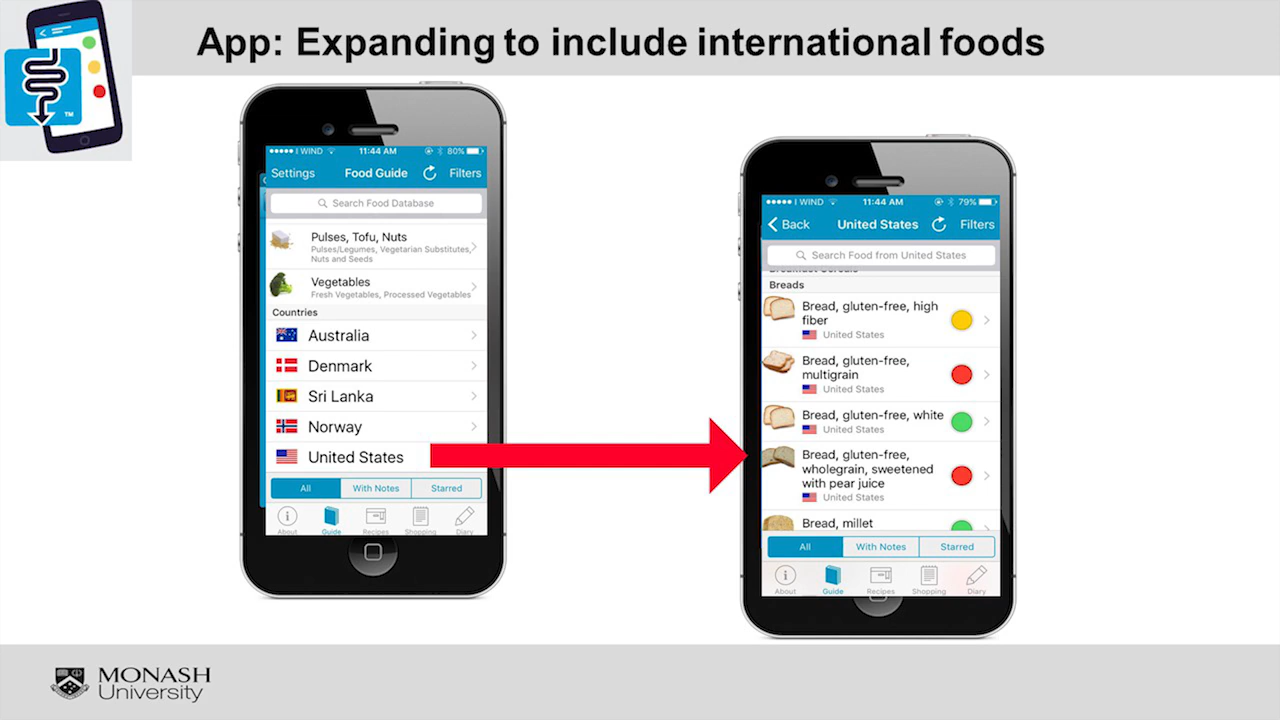 App: Expanding to include international foods
TM
WIND 11:44 AM 80%
Settings Food Guide Filters
Search Food Database
Pulses, Tofu, Nuts
Pulses/Legumes, Vegetarian Substitutes,
Nuts and Seeds
Vegetables
Fresh Vegetables, Processed Vegetables
Countries
Australia
Denmark
Sri Lanka
Norway
United States
All With Notes Starred
About Guide Recipes Shopping Diary
WIND 11:44 AM 79%
Back United States Filters
Search Food from United States
Breakfast Cereals
Breads
Bread, gluten-free, high
fiber
United States
Bread, gluten-free,
multigrain
United States
Bread, gluten-free, white
United States
Bread, gluten-free,
wholegrain, sweetened
with pear juice
United States
Bread, millet
All With Notes Starred
About Guide Recipes Shopping Diary
MONASH
University